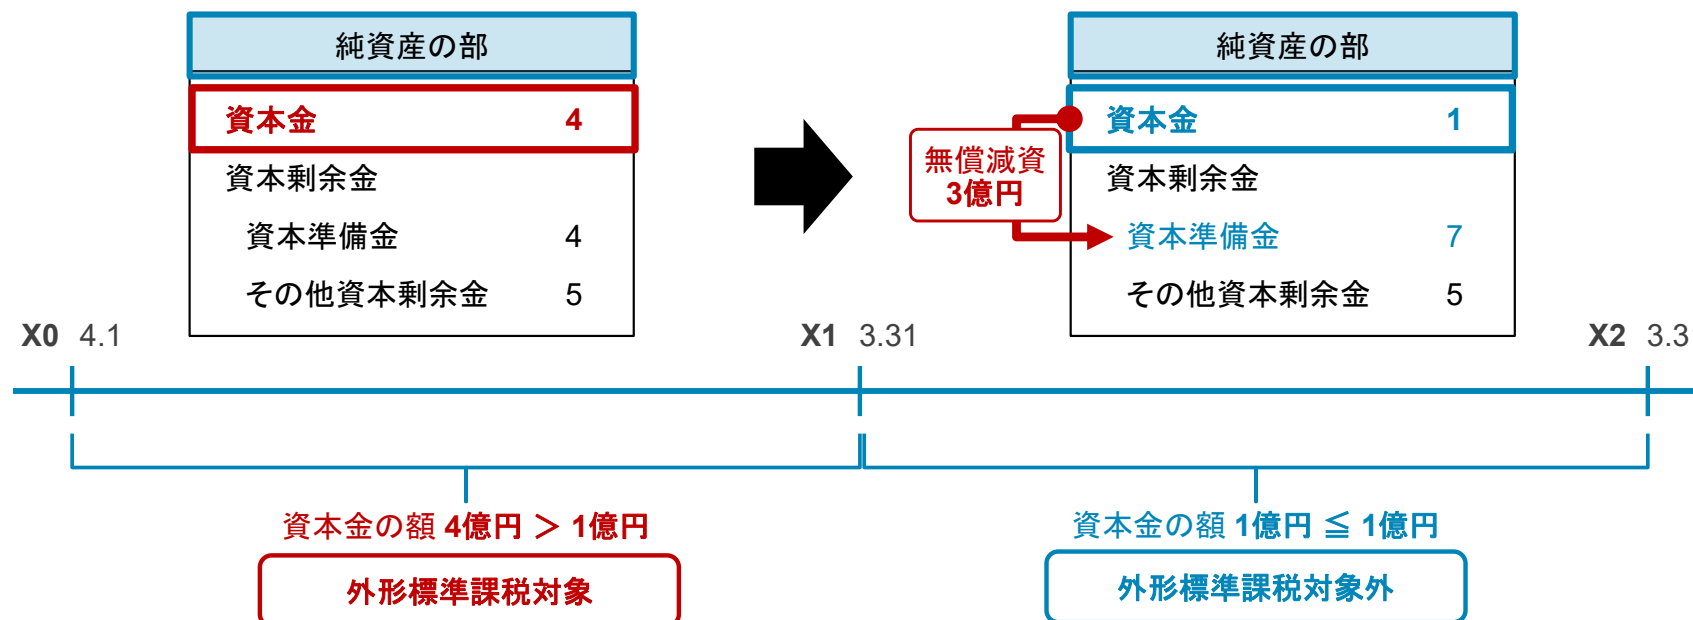 純資産の部
資本金 4
資本剰余金
資本準備金 4
その他資本剰余金 5
純資産の部
資本金 1
資本剰余金
資本準備金 7
その他資本剰余金 5
無償減資
3億円
X0 4.1
X1 3.31
X2 3.3
資本金の額 4億円 ＞ 1億円
外形標準課税対象
資本金の額 1億円 ≦ 1億円
外形標準課税対象外